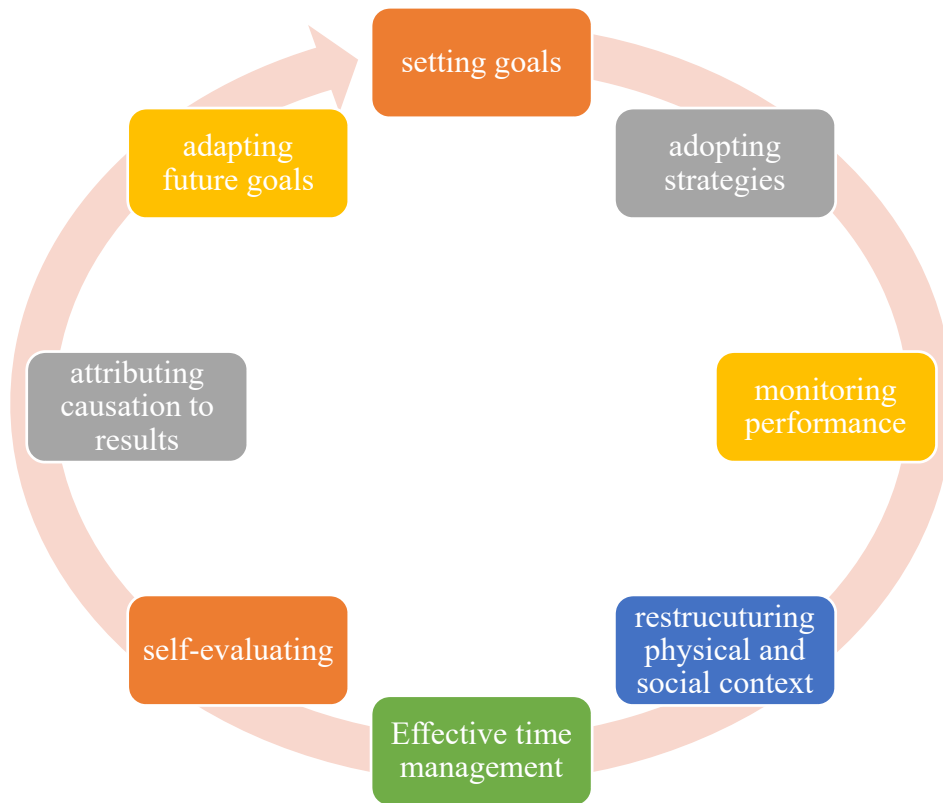 setting goals
adopting
strategies
monitoring
performance
restrucuturing
physical and
social context
Effective time
management
self-evaluating
attributing
causation to
results
adapting
future goals